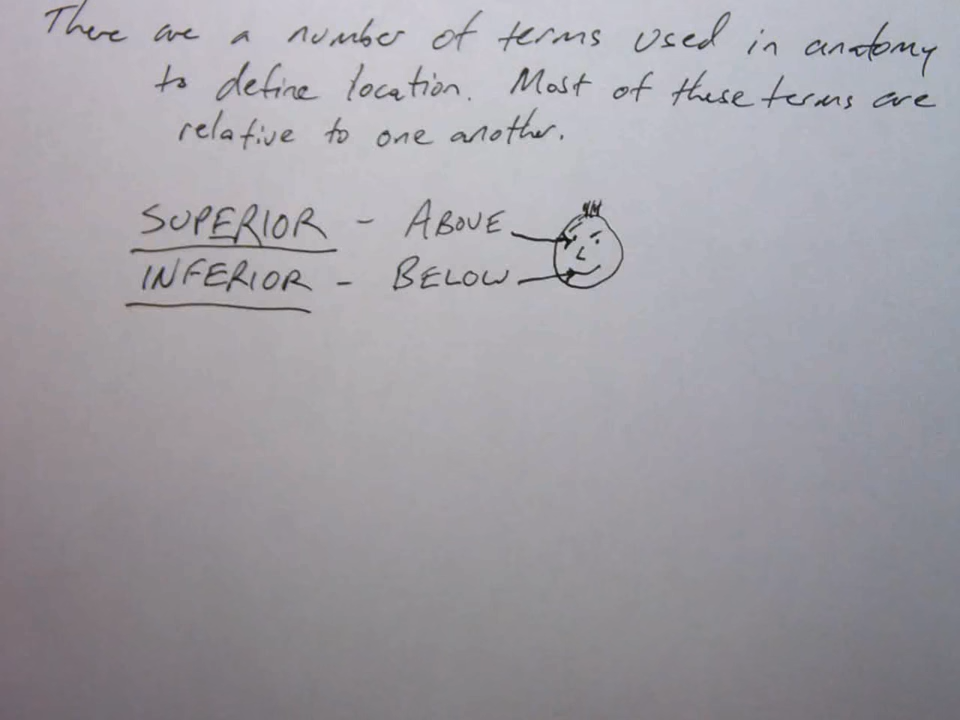 There are a number of terms used in anatomy
to define location. Most of these terms are
relative to one another.
SUPERIOR - ABOVE
INFERIOR - BELOW